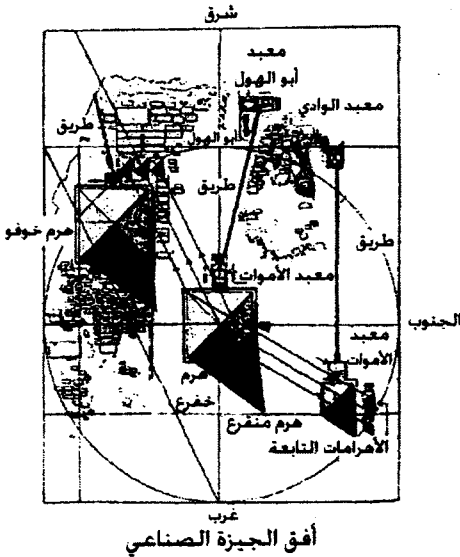 شرق
معبد
أبو الهول
معبد الوادي
طريق
أبو الهول
طريق
هرم خوفو
طريق
معبد الأموات
الجنوب
معبد
الأموات
هرم
خفرع
هرم منقرع
الأهرامات التابعة
غرب
أفق الجيزة الصناعي